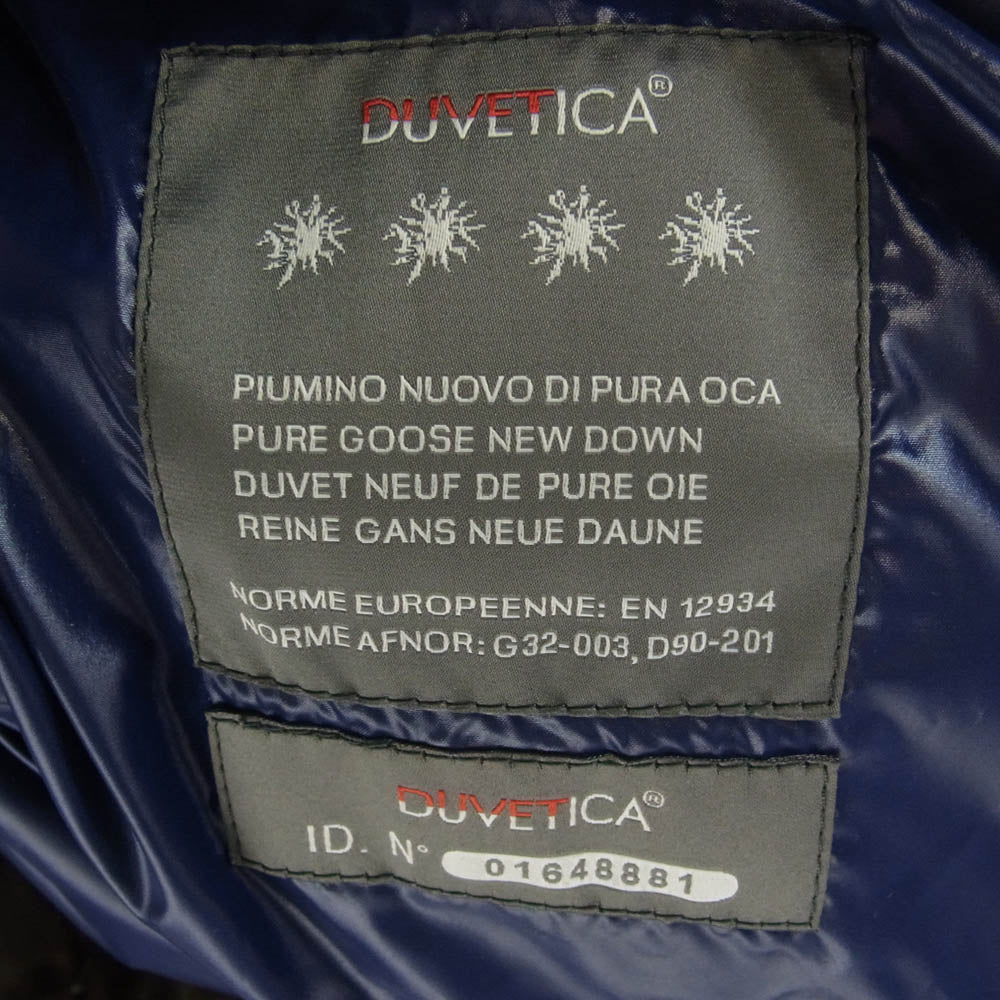 DUVETICA®
PIUMINO NUOVO DI PURA OCA
PURE GOOSE NEW DOWN
DUVET NEUF DE PURE OIE
REINE GANS NEUE DAUNE
NORME EUROPEENNE: EN 12934
NORME AFNOR: G32-003, D90-201
DUVETICA®
ID. N° 01648881